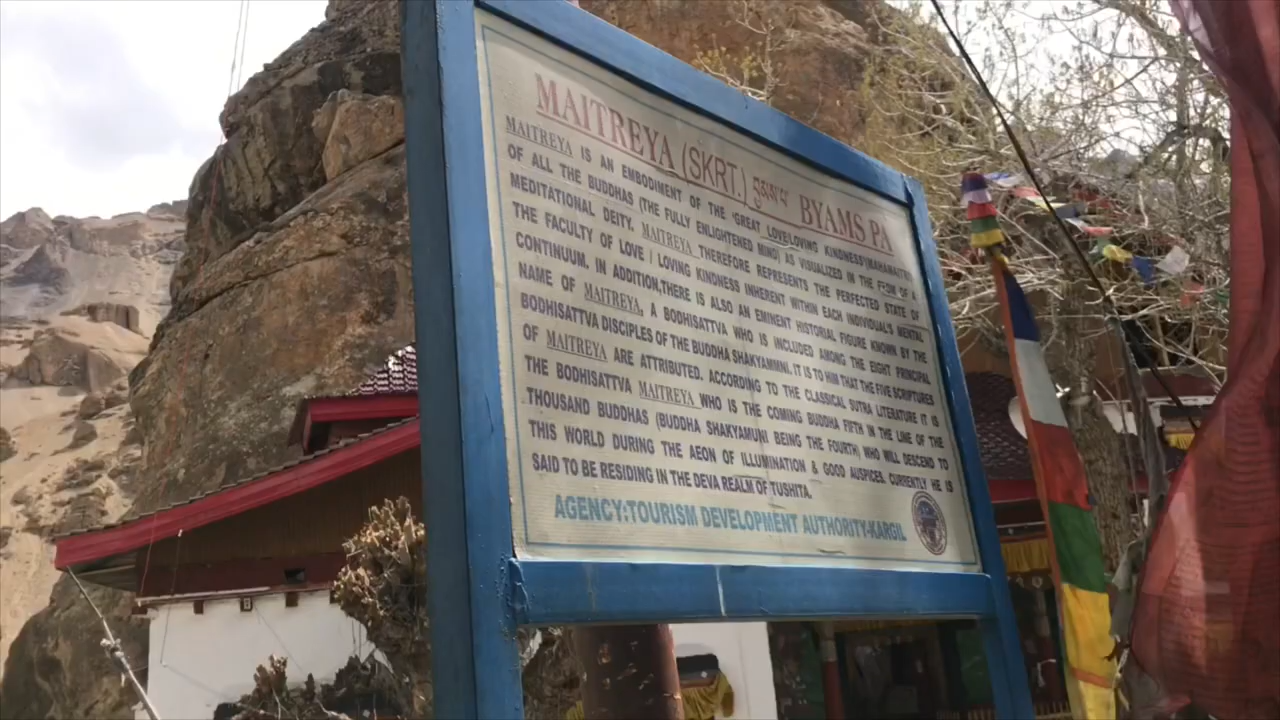 MAITREYA (SKRT.) བྱམས་པ་ BYAMS PA
MAITREYA IS AN EMBODIMENT OF THE 'GREAT LOVE/LOVING KINDNESS'(MAHAMAITRI)
OF ALL THE BUDDHAS (THE FULLY ENLIGHTENED MIND) AS VISUALIZED IN THE FROM OF A
MEDITATIONAL DEITY. MAITREYA THEREFORE REPRESENTS THE PERFECTED STATE OF
THE FACULTY OF LOVE / LOVING KINDNESS INHERENT WITHIN EACH INDIVIDUAL'S MENTAL
CONTINUUM. IN ADDITION,THERE IS ALSO AN EMINENT HISTORIAL FIGURE KNOWN BY THE
NAME OF MAITREYA, A BODHISATTVA WHO IS INCLUDED AMONG THE EIGHT PRINCIPAL
BODHISATTVA DISCIPLES OF THE BUDDHA SHAKYAMMNI. IT IS TO HIM THAT THE FIVE SCRIPTURES
OF MAITREYA ARE ATTRIBUTED. ACCORDING TO THE CLASSICAL SUTRA LITERATURE IT IS
THE BODHISATTVA MAITREYA WHO IS THE COMING BUDDHA FIFTH IN THE LINE OF THE
THOUSAND BUDDHAS (BUDDHA SHAKYAMUNI BEING THE FOURTH) WHO WILL DESCEND TO
THIS WORLD DURING THE AEON OF ILLUMINATION & GOOD AUSPICES. CURRENTLY HE IS
SAID TO BE RESIDING IN THE DEVA REALM OF TUSHITA.
AGENCY:TOURISM DEVELOPMENT AUTHORITY-KARGIL